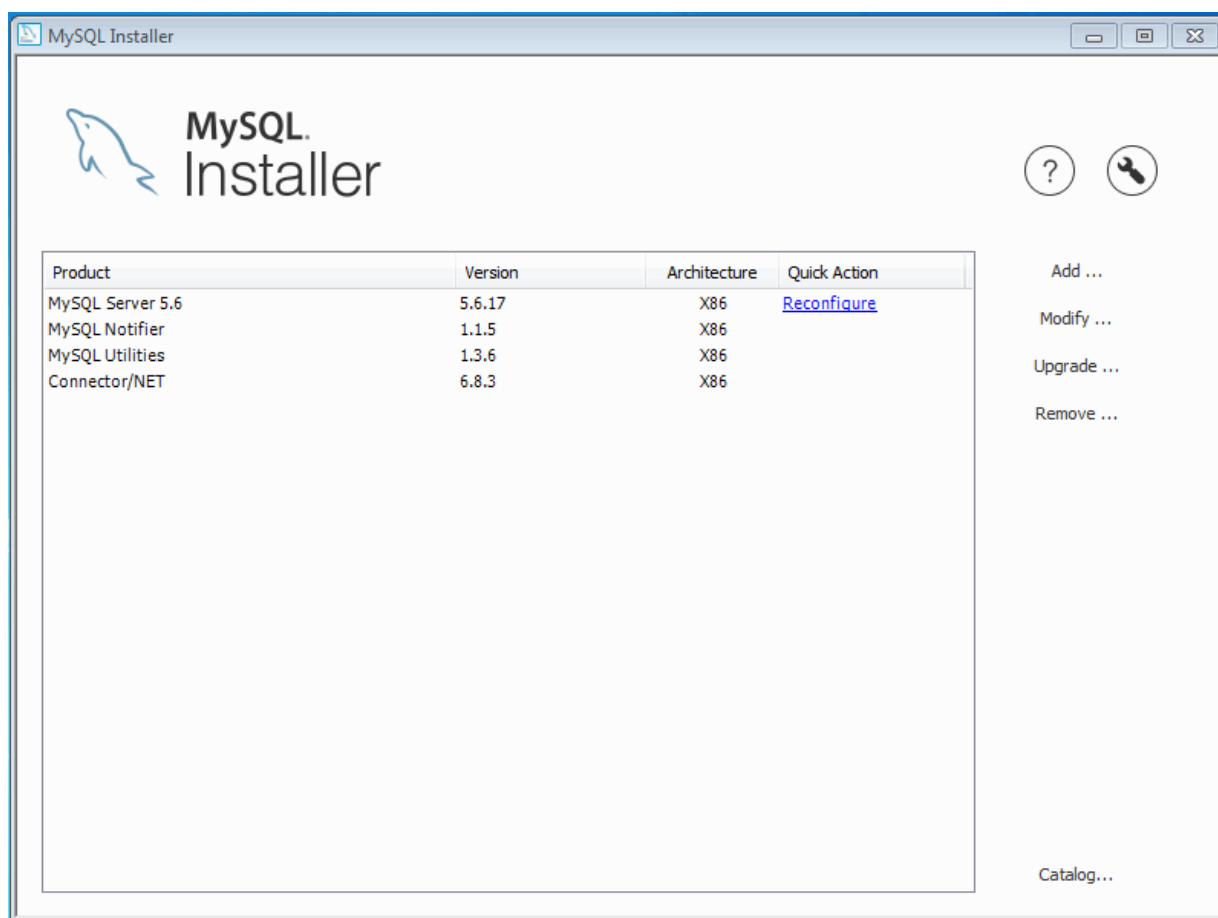 MySQL Installer
MySQL.
Installer
?
Product Version Architecture Quick Action
MySQL Server 5.6 5.6.17 X86 Reconfigure
MySQL Notifier 1.1.5 X86
MySQL Utilities 1.3.6 X86
Connector/NET 6.8.3 X86
Add ...
Modify ...
Upgrade ...
Remove ...
Catalog...